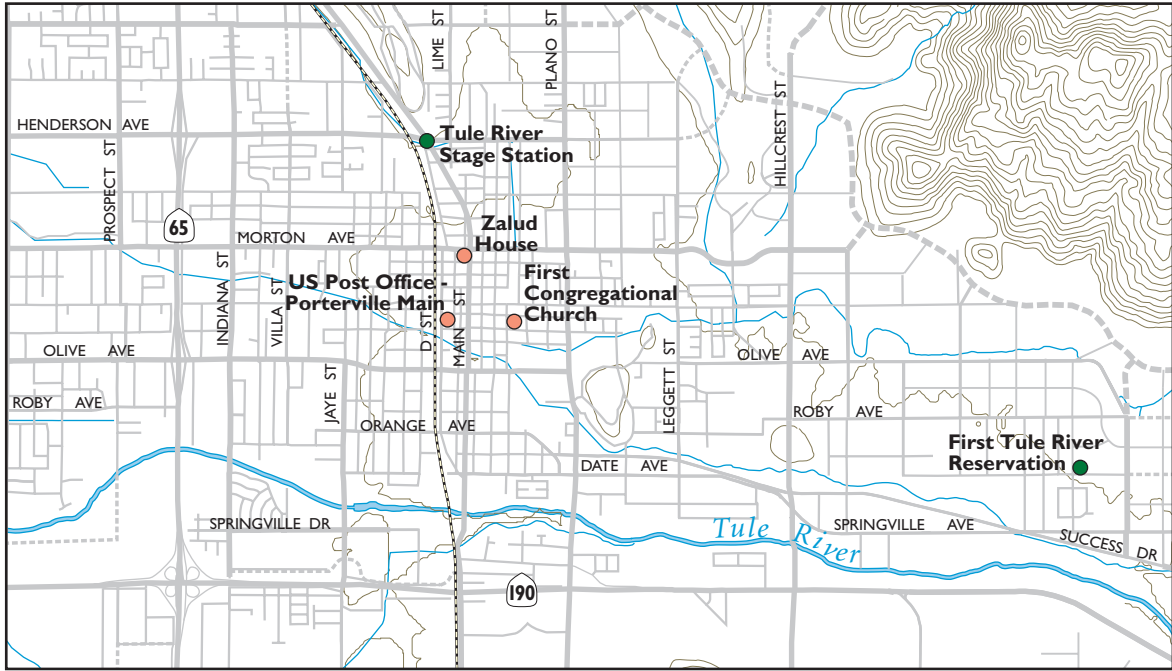 LIME ST
PLANO ST
HILLCREST ST
HENDERSON AVE
Tule River
Stage Station
PROSPECT ST
65
MORTON AVE
Zalud
House
INDIANA ST
VILLA ST
US Post Office -
Porterville Main
D ST
MAIN ST
First
Congregational
Church
OLIVE AVE
OLIVE AVE
JAYE ST
LEGGETT ST
ROBY AVE
ROBY AVE
ORANGE AVE
First Tule River
Reservation
DATE AVE
SPRINGVILLE DR
Tule River
SPRINGVILLE AVE
SUCCESS DR
190